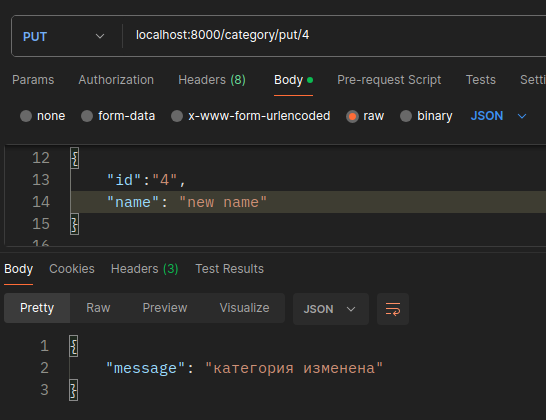 PUT localhost:8000/category/put/4
Params Authorization Headers (8) Body Pre-request Script Tests Setti
none form-data x-www-form-urlencoded raw binary JSON
12 {
13 "id":"4",
14 "name": "new name"
15 }
16
Body Cookies Headers (3) Test Results
Pretty Raw Preview Visualize JSON
1 {
2 "message": "категория изменена"
3 }